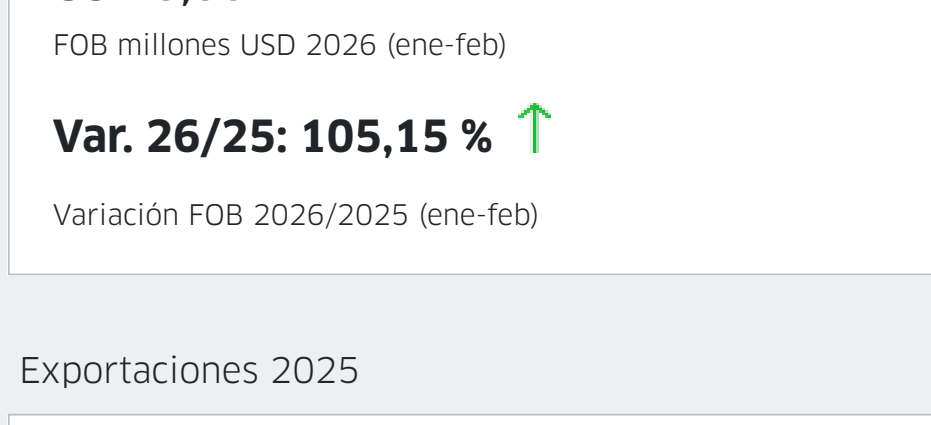 FOB millones USD 2026 (ene-feb)
Var. 26/25: 105,15 %
Variación FOB 2026/2025 (ene-feb)
Exportaciones 2025